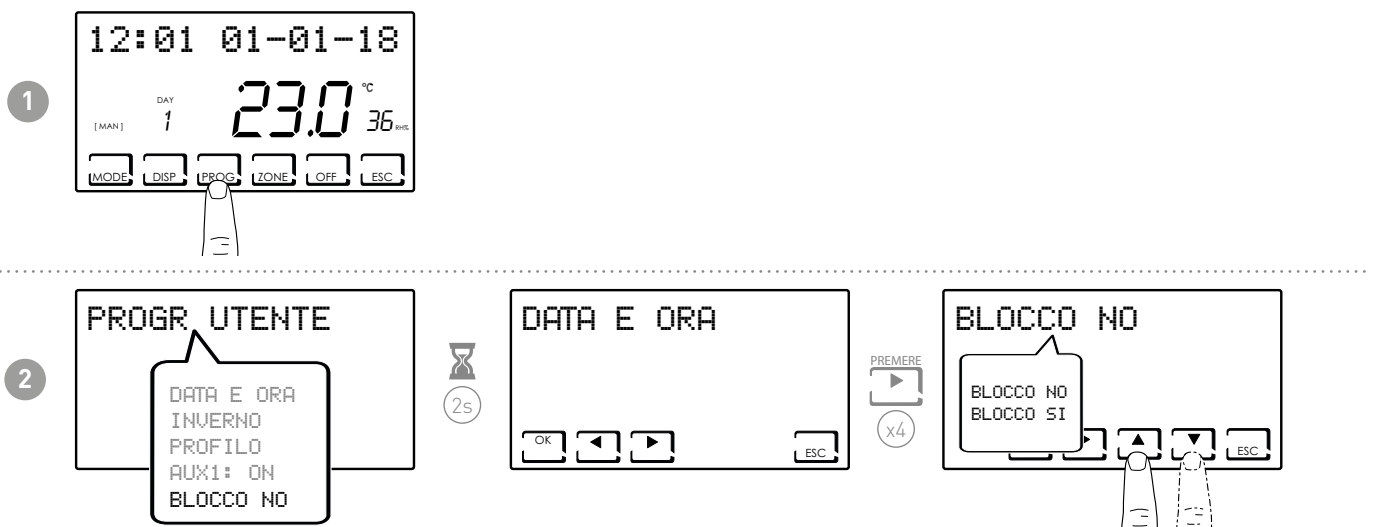 1
12:01 01-01-18
DAY
[ MAN ]
1
23.0
°C
36
RH%
MODE DISP PROG ZONE OFF ESC
2
PROGR UTENTE
DATA E ORA
INVERNO
PROFILO
AUX1: ON
BLOCCO NO
2s
DATA E ORA
OK
ESC
PREMERE
x4
BLOCCO NO
BLOCCO NO
BLOCCO SI
ESC